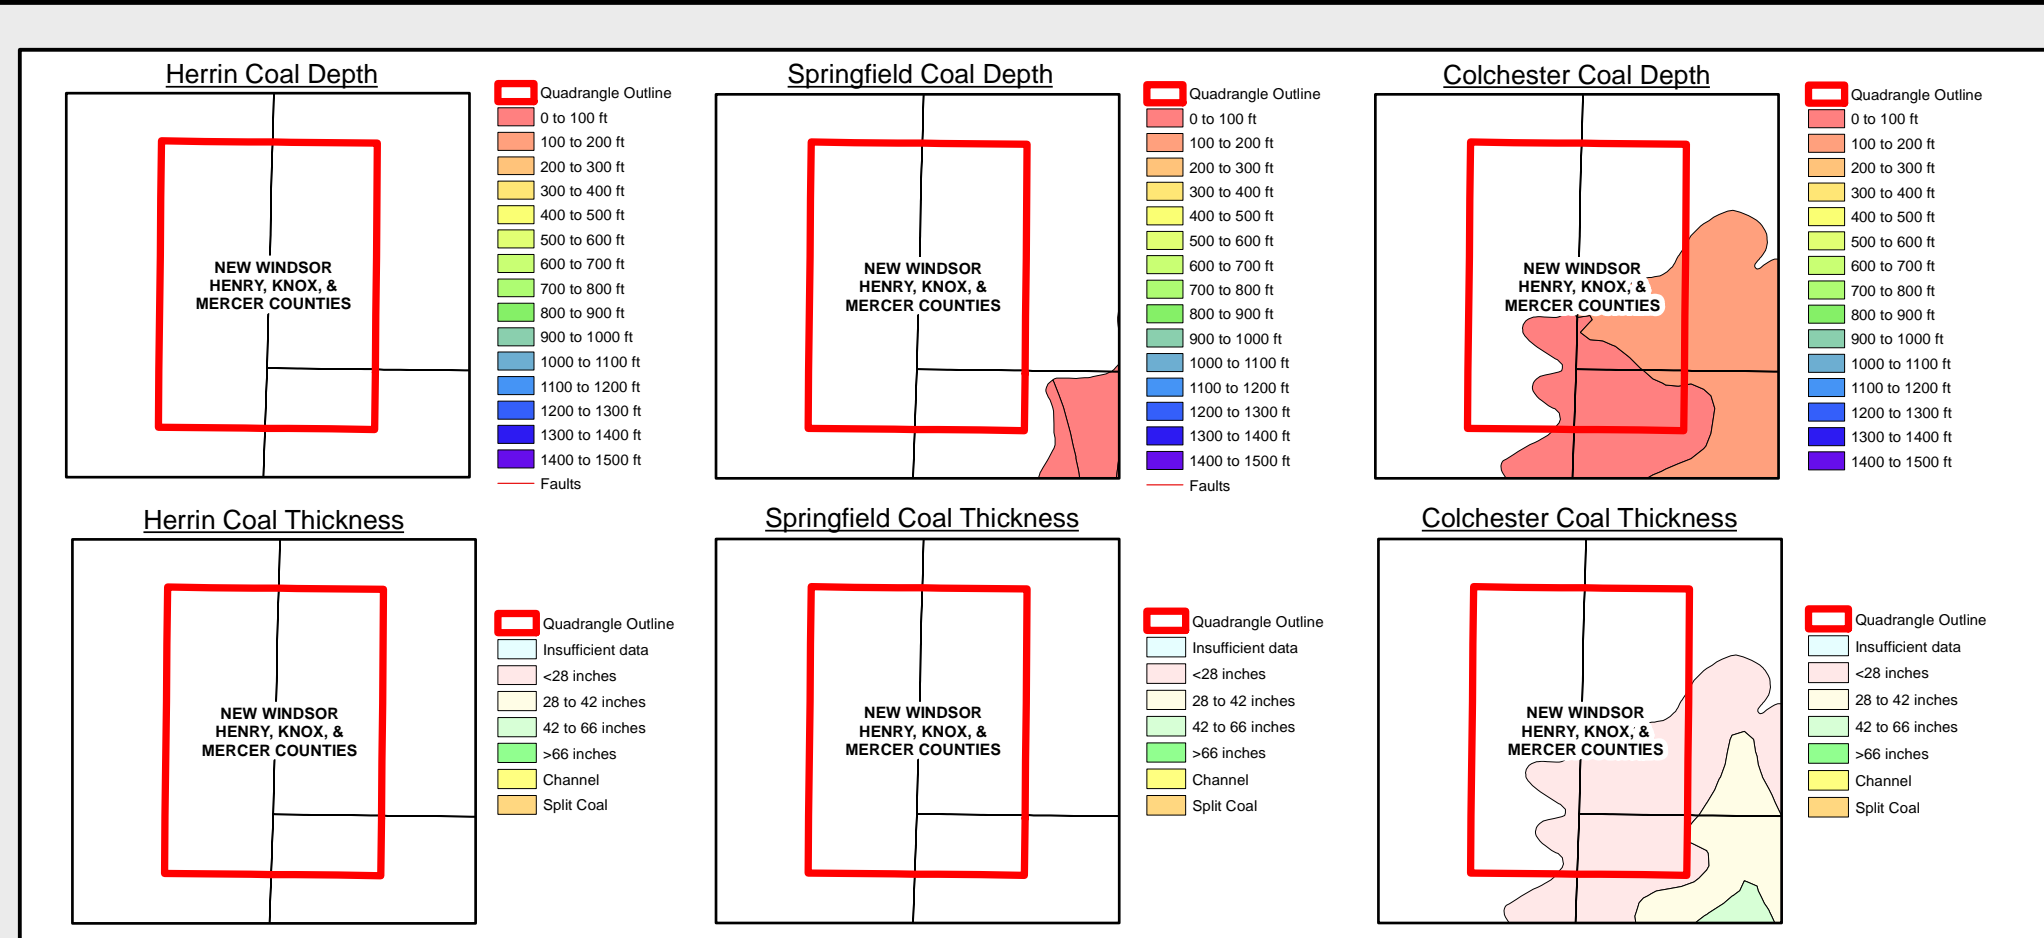 Herrin Coal Depth
NEW WINDSOR
HENRY, KNOX, &
MERCER COUNTIES
Quadrangle Outline
0 to 100 ft
100 to 200 ft
200 to 300 ft
300 to 400 ft
400 to 500 ft
500 to 600 ft
600 to 700 ft
700 to 800 ft
800 to 900 ft
900 to 1000 ft
1000 to 1100 ft
1100 to 1200 ft
1200 to 1300 ft
1300 to 1400 ft
1400 to 1500 ft
Faults
Springfield Coal Depth
NEW WINDSOR
HENRY, KNOX, &
MERCER COUNTIES
Quadrangle Outline
0 to 100 ft
100 to 200 ft
200 to 300 ft
300 to 400 ft
400 to 500 ft
500 to 600 ft
600 to 700 ft
700 to 800 ft
800 to 900 ft
900 to 1000 ft
1000 to 1100 ft
1100 to 1200 ft
1200 to 1300 ft
1300 to 1400 ft
1400 to 1500 ft
Faults
Colchester Coal Depth
NEW WINDSOR
HENRY, KNOX, &
MERCER COUNTIES
Quadrangle Outline
0 to 100 ft
100 to 200 ft
200 to 300 ft
300 to 400 ft
400 to 500 ft
500 to 600 ft
600 to 700 ft
700 to 800 ft
800 to 900 ft
900 to 1000 ft
1000 to 1100 ft
1100 to 1200 ft
1200 to 1300 ft
1300 to 1400 ft
1400 to 1500 ft
Herrin Coal Thickness
NEW WINDSOR
HENRY, KNOX, &
MERCER COUNTIES
Quadrangle Outline
Insufficient data
<28 inches
28 to 42 inches
42 to 66 inches
>66 inches
Channel
Split Coal
Springfield Coal Thickness
NEW WINDSOR
HENRY, KNOX, &
MERCER COUNTIES
Quadrangle Outline
Insufficient data
<28 inches
28 to 42 inches
42 to 66 inches
>66 inches
Channel
Split Coal
Colchester Coal Thickness
NEW WINDSOR
HENRY, KNOX, &
MERCER COUNTIES
Quadrangle Outline
Insufficient data
<28 inches
28 to 42 inches
42 to 66 inches
>66 inches
Channel
Split Coal